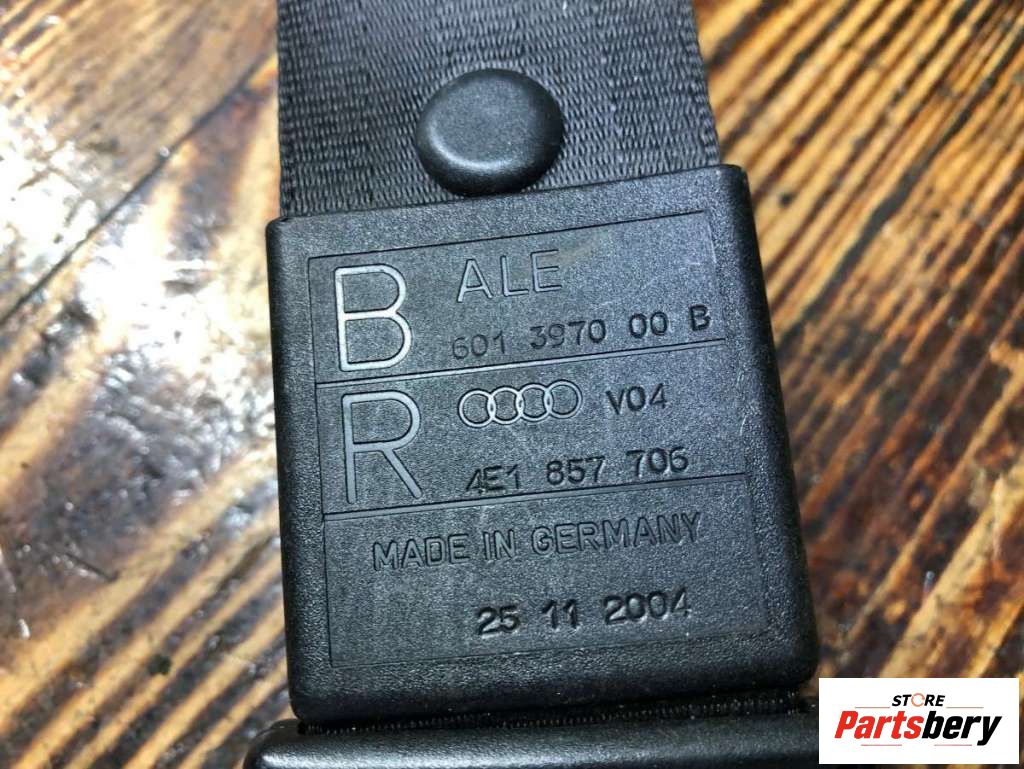 B ALE
601 3970 00 B
R V04
4E1 857 706
MADE IN GERMANY
25 11 2004
STORE
Partsbery